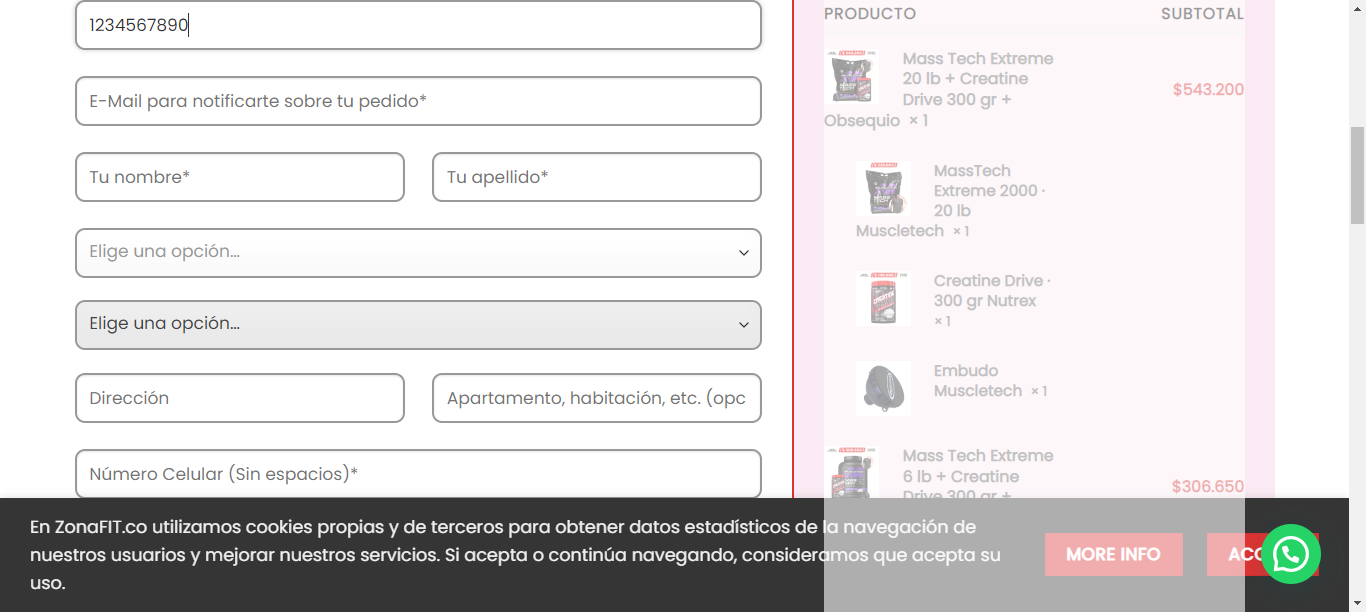 1234567890
E-Mail para notificarte sobre tu pedido*
Tu nombre*
Tu apellido*
Elige una opción...
Elige una opción...
Dirección
Apartamento, habitación, etc. (opc
Número Celular (Sin espacios)*
PRODUCTO
SUBTOTAL
Mass Tech Extreme
20 lb + Creatine
Drive 300 gr +
Obsequio × 1
$543.200
MassTech
Extreme 2000 ·
20 lb
Muscletech × 1
Creatine Drive ·
300 gr Nutrex
× 1
Embudo
Muscletech × 1
Mass Tech Extreme
6 lb + Creatine
Drive 300 gr +
$306.650
En ZonaFIT.co utilizamos cookies propias y de terceros para obtener datos estadísticos de la navegación de
nuestros usuarios y mejorar nuestros servicios. Si acepta o continúa navegando, consideramos que acepta su
uso.
MORE INFO